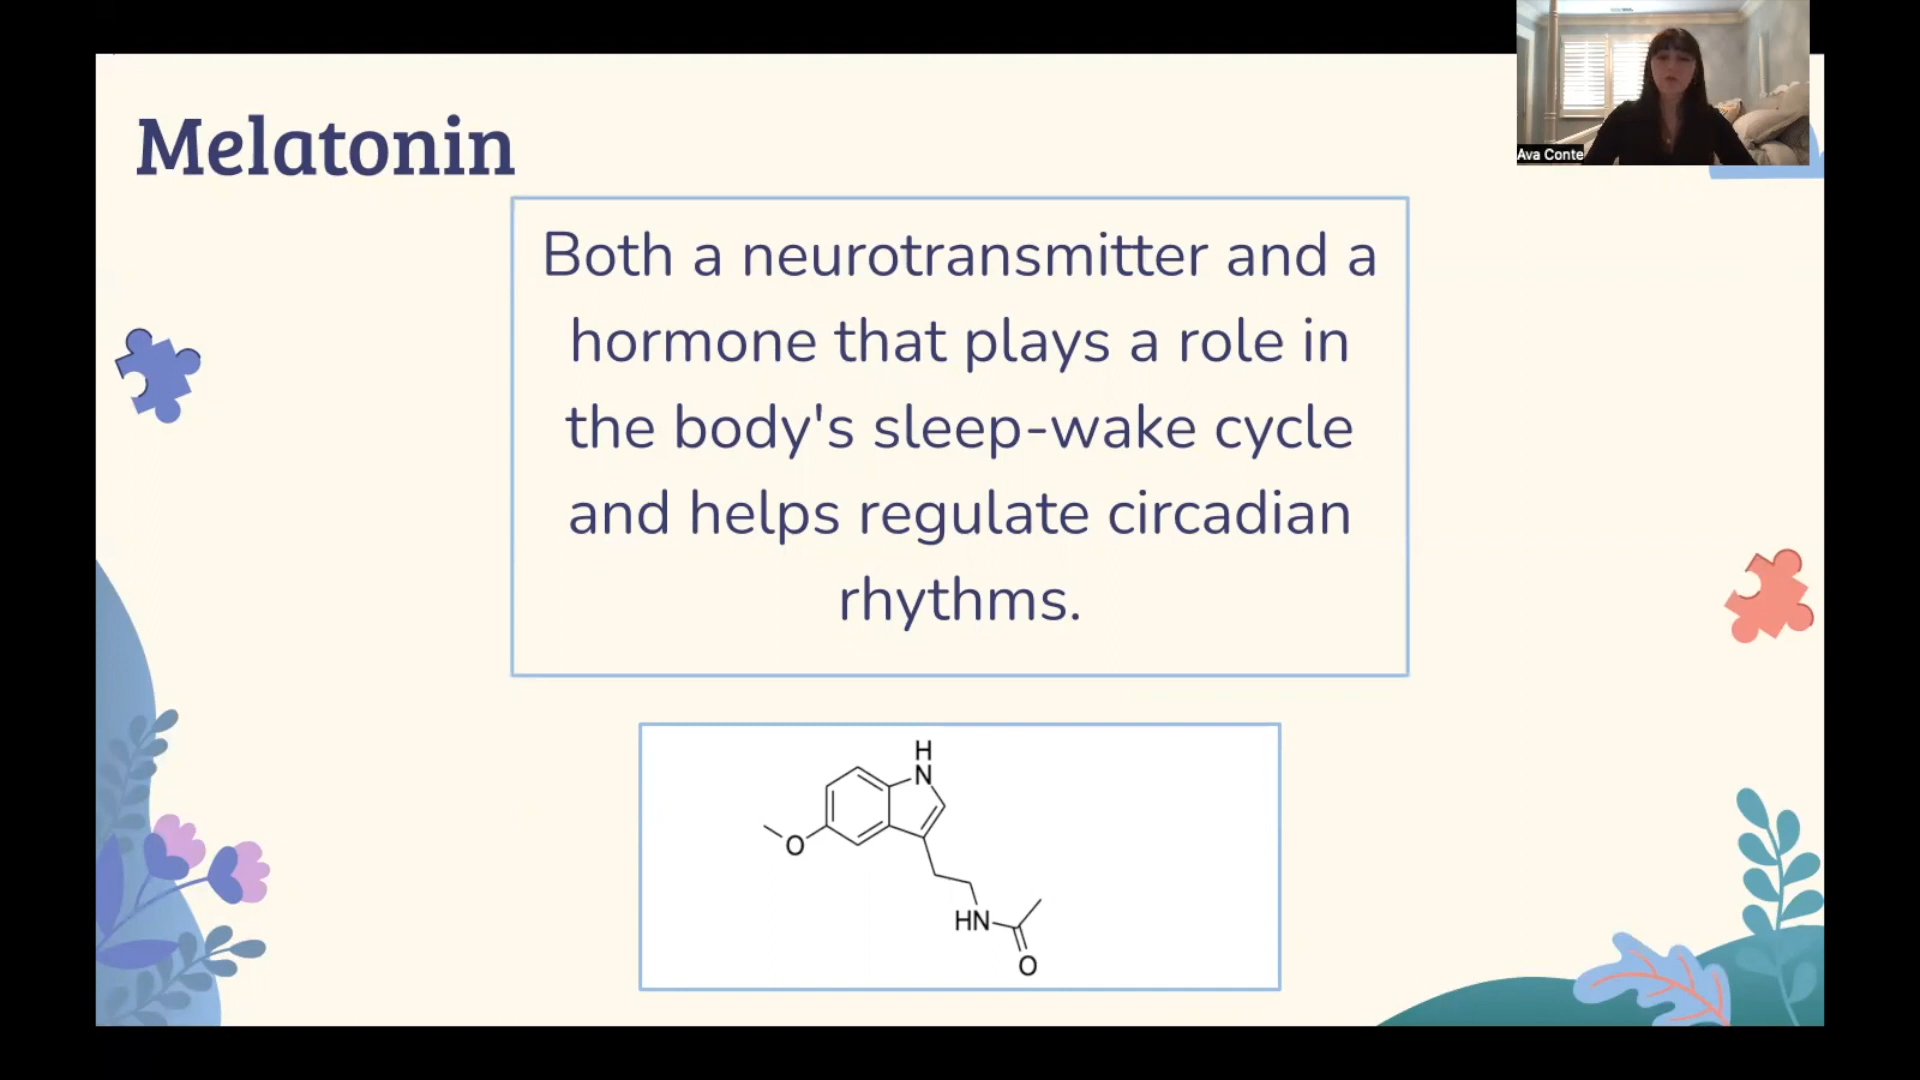 Melatonin
Ava Conte
Both a neurotransmitter and a
hormone that plays a role in
the body's sleep-wake cycle
and helps regulate circadian
rhythms.
H
N
O
HN
O